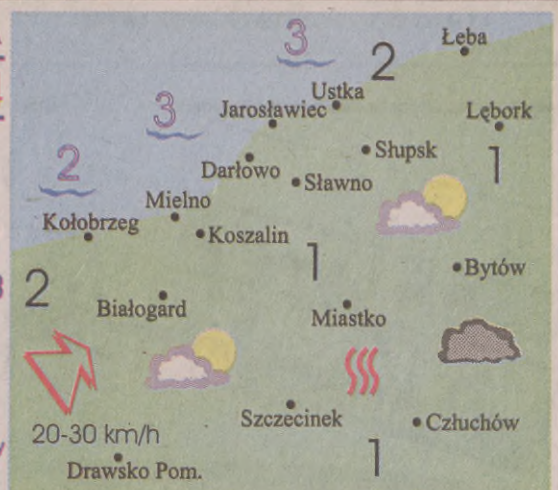 Łeba
3
2
Ustka
Jarosławiec
Lębork
3
Słupsk
1
Darłowo
Sławno
2
Mielno
Kołobrzeg
Koszalin
1
Bytów
2
Białogard
Miastko
20-30 km/h
Szczecinek
Człuchów
Drawsko Pom.
1